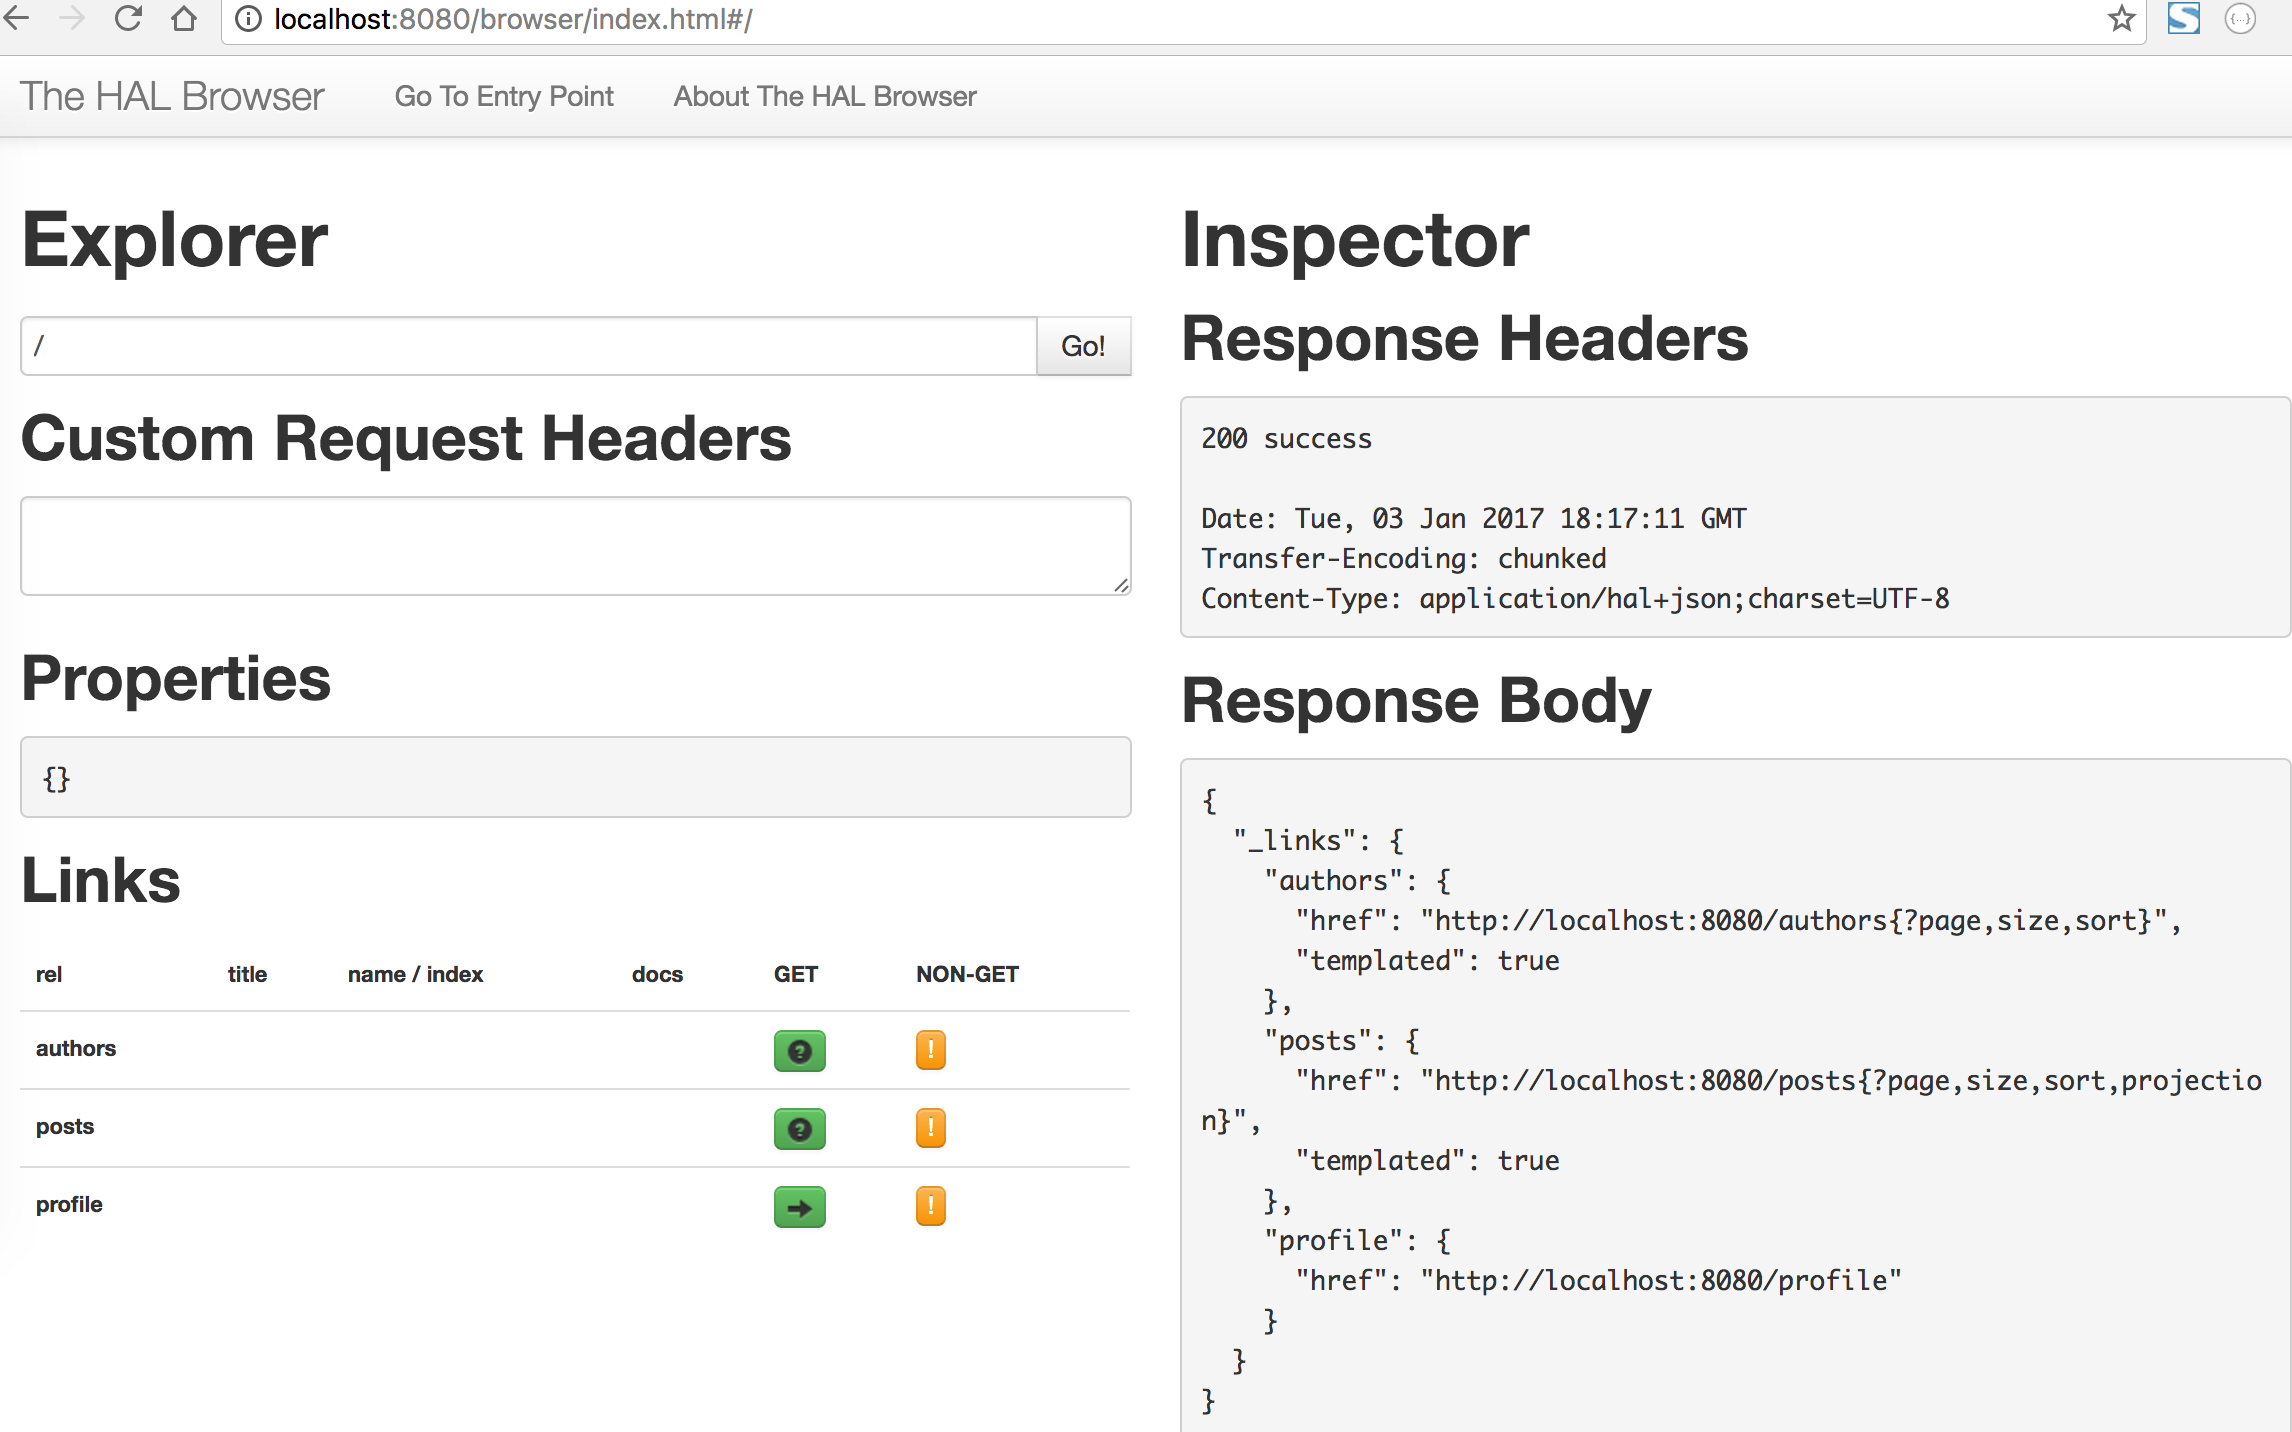 localhost:8080/browser/index.html#/
The HAL Browser Go To Entry Point About The HAL Browser
Explorer
/ Go!
Custom Request Headers
Properties
{}
Links
rel title name / index docs GET NON-GET
authors ? !
posts ? !
profile !
Inspector
Response Headers
200 success
Date: Tue, 03 Jan 2017 18:17:11 GMT
Transfer-Encoding: chunked
Content-Type: application/hal+json;charset=UTF-8
Response Body
{
"_links": {
"authors": {
"href": "http://localhost:8080/authors{?page,size,sort}",
"templated": true
},
"posts": {
"href": "http://localhost:8080/posts{?page,size,sort,projectio
n}",
"templated": true
},
"profile": {
"href": "http://localhost:8080/profile"
}
}
}